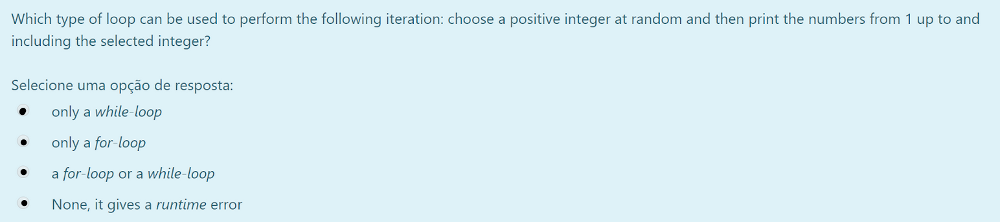 Which type of loop can be used to perform the following iteration: choose a positive integer at random and then print the numbers from 1 up to and
including the selected integer?
Selecione uma opção de resposta:
only a while-loop
only a for-loop
a for-loop or a while-loop
None, it gives a runtime error